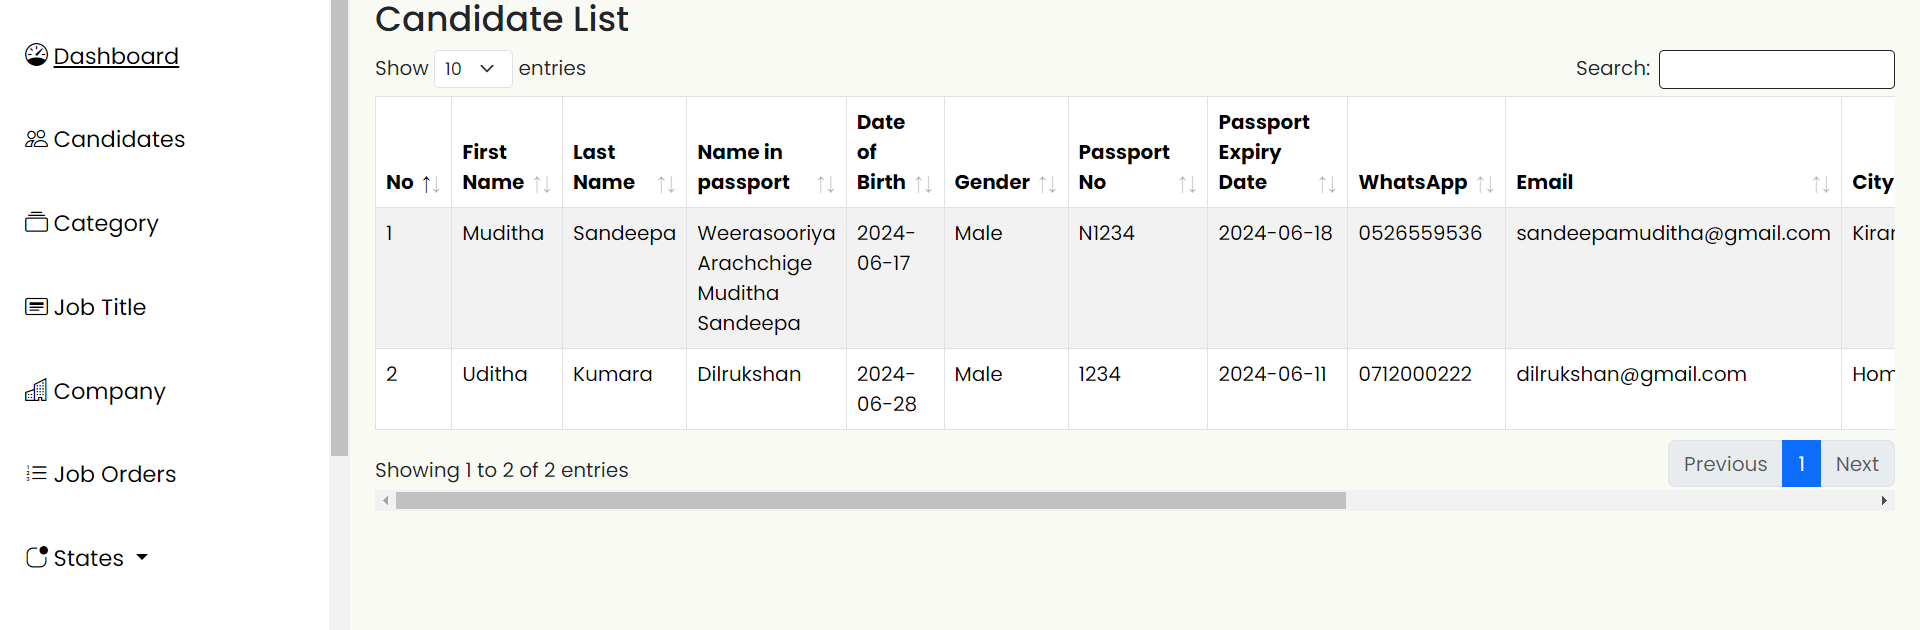 Dashboard
Candidates
Category
Job Title
Company
Job Orders
States
Candidate List
Show 10 entries
Search:
No
First
Name
Last
Name
Name in
passport
Date
of
Birth
Gender
Passport
No
Passport
Expiry
Date
WhatsApp
Email
City
1
Muditha
Sandeepa
Weerasooriya
Arachchige
Muditha
Sandeepa
2024-
06-17
Male
N1234
2024-06-18
0526559536
sandeepamuditha@gmail.com
2
Uditha
Kumara
Dilrukshan
2024-
06-28
Male
1234
2024-06-11
0712000222
dilrukshan@gmail.com
Showing 1 to 2 of 2 entries
Previous 1 Next